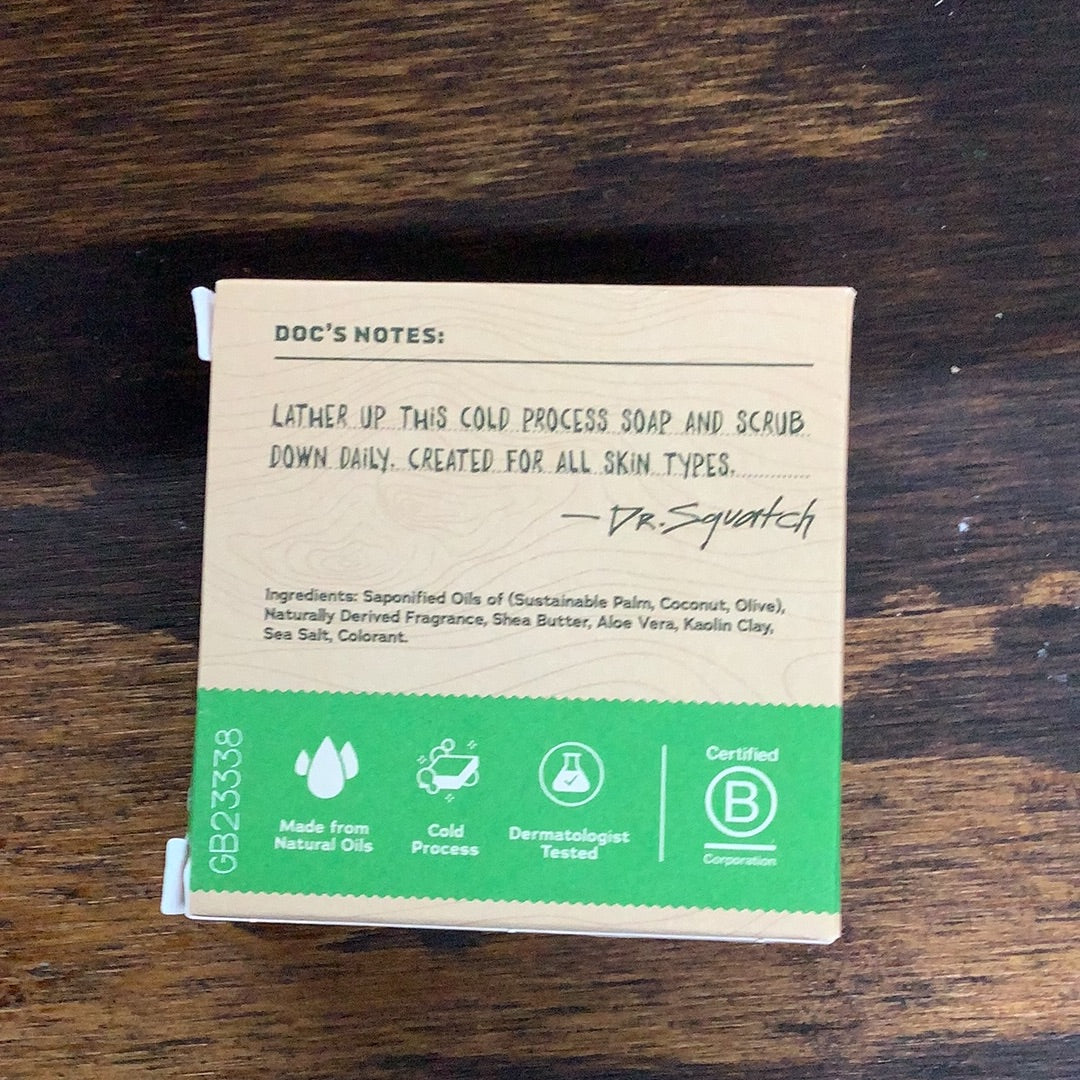 DOC'S NOTES:
LATHER UP THiS COLD PROCESS SOAP AND SCRUB
DOWN DAiLY. CREATED FOR ALL SKiN TYPES.
— DR. Squatch
Ingredients: Saponified Oils of (Sustainable Palm, Coconut, Olive),
Naturally Derived Fragrance, Shea Butter, Aloe Vera, Kaolin Clay,
Sea Salt, Colorant.
GB23338
Made from
Natural Oils
Cold
Process
Dermatologist
Tested
Certified
B
Corporation